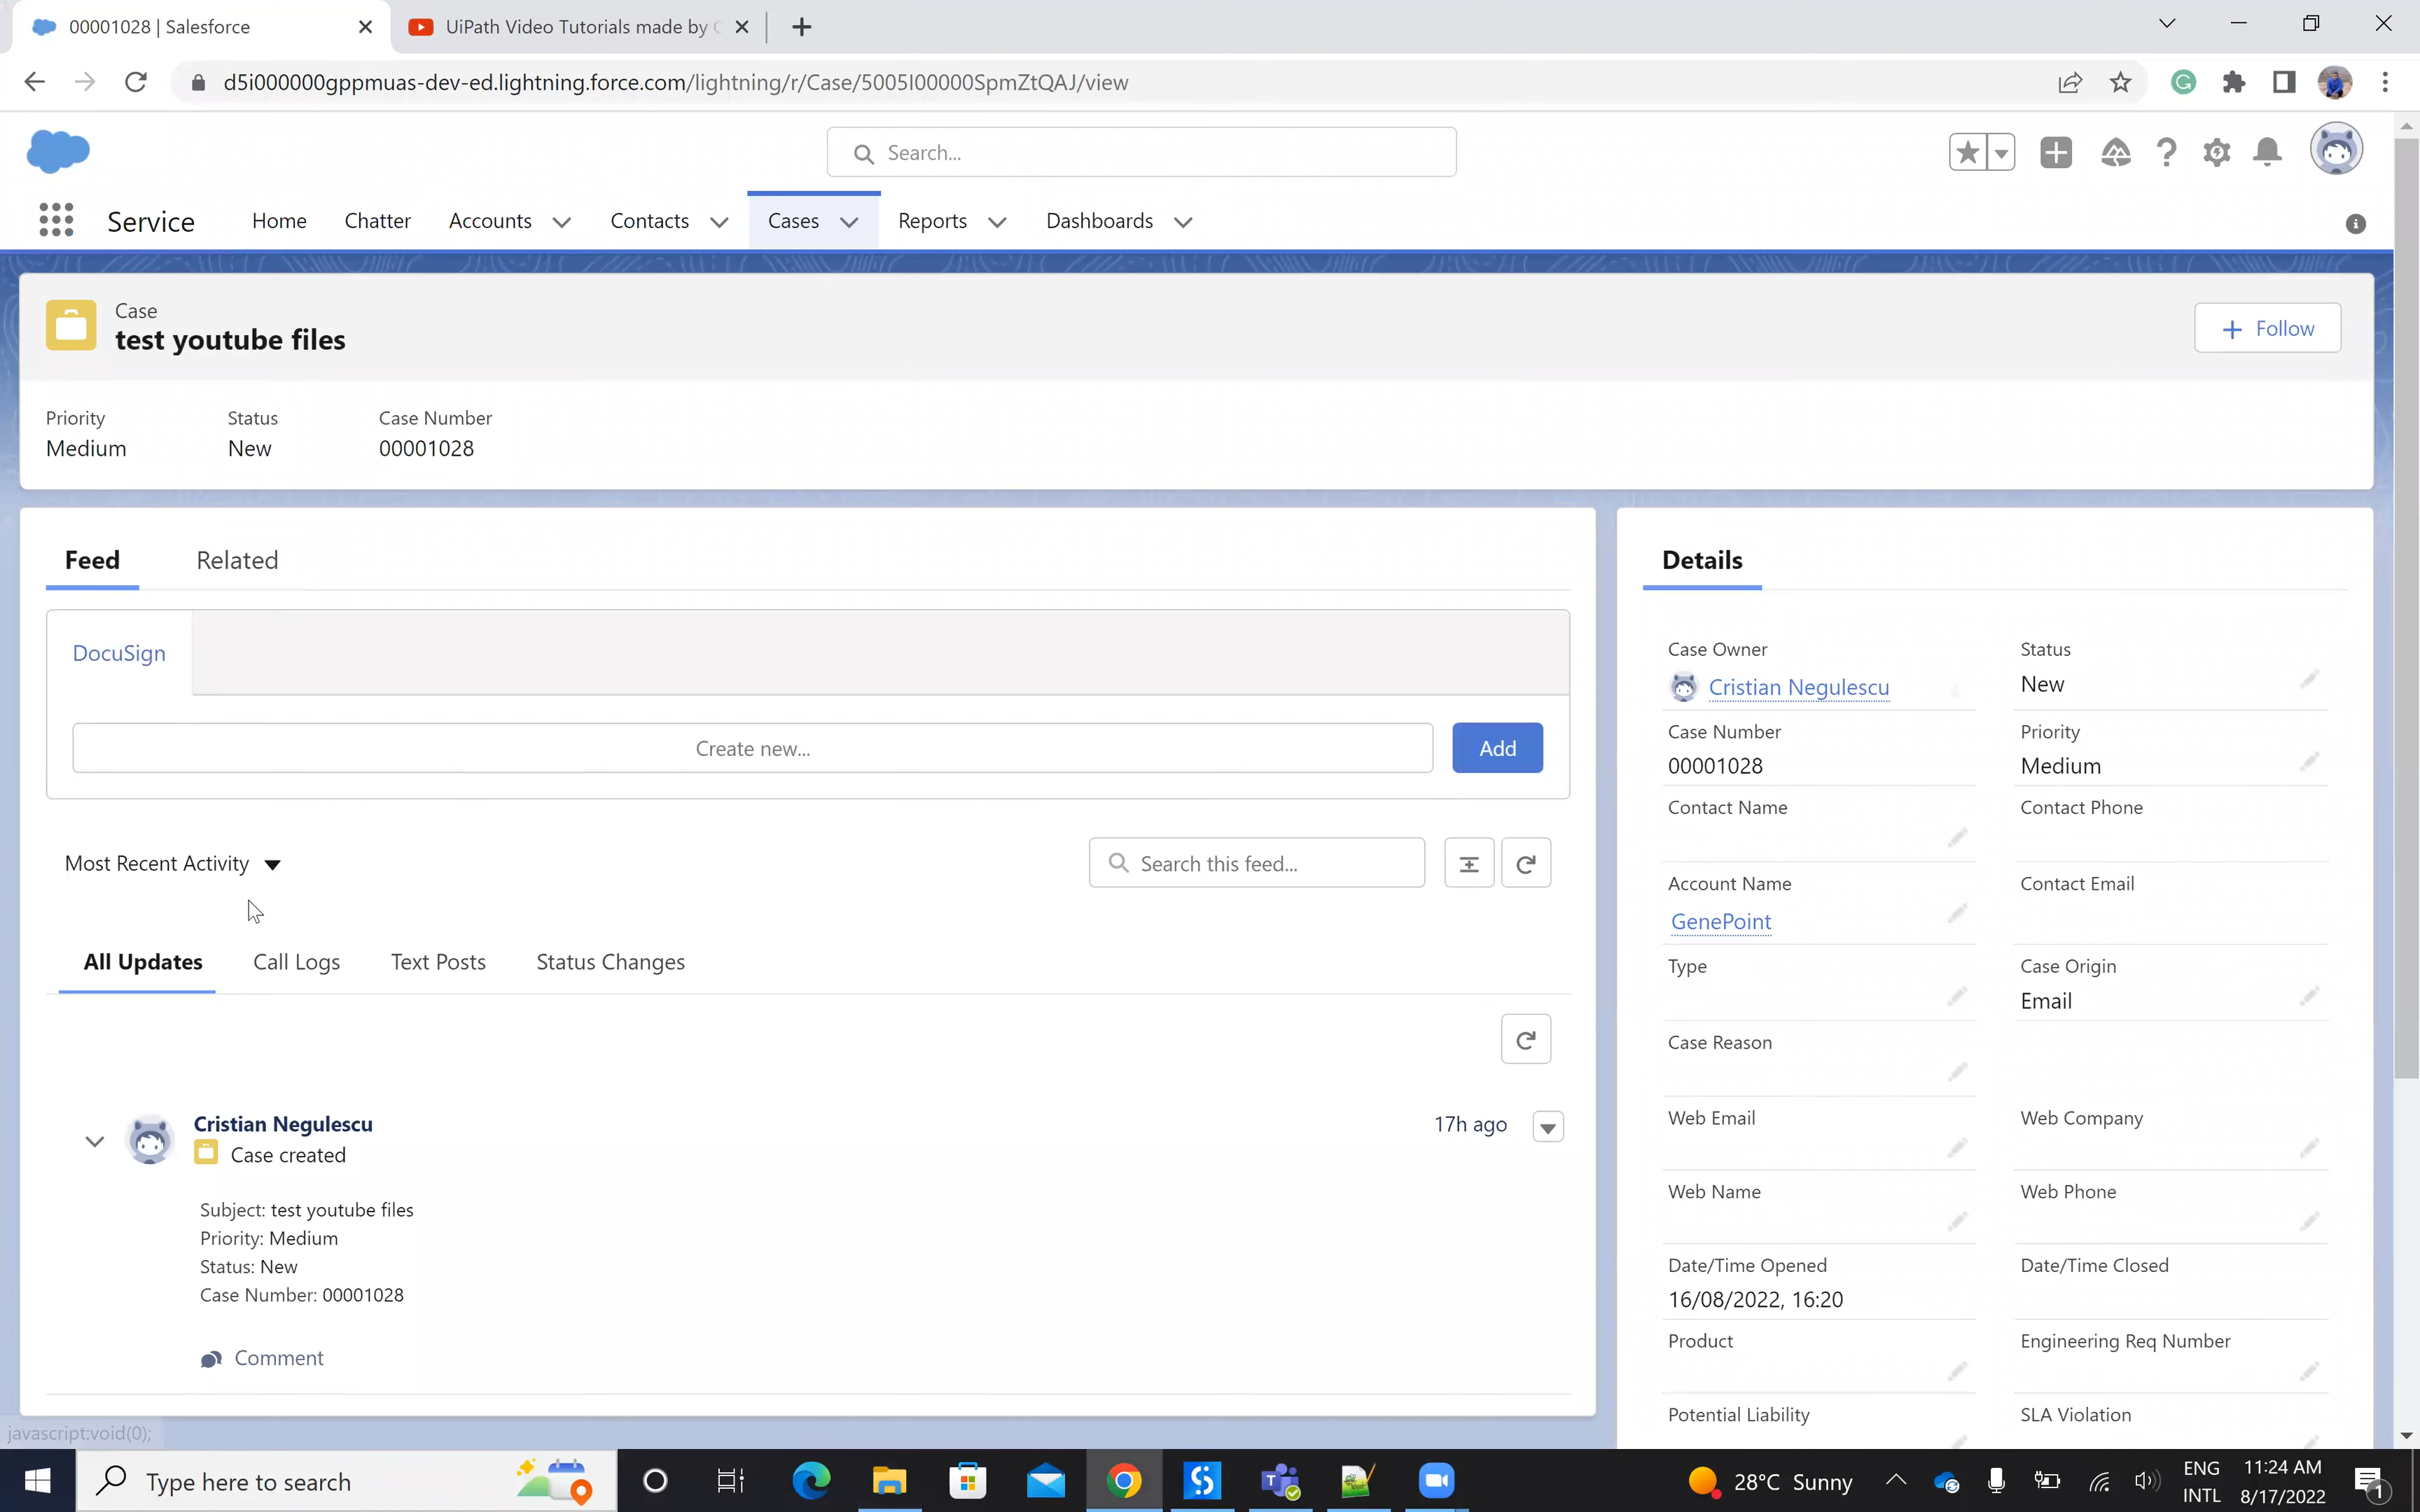 00001028 | Salesforce
UiPath Video Tutorials made by
d5i000000gppmuas-dev-ed.lightning.force.com/lightning/r/Case/5005I00000SpmZtQAJ/view
Search...
Service
Home
Chatter
Accounts
Contacts
Cases
Reports
Dashboards
Case
test youtube files
Follow
Priority
Medium
Status
New
Case Number
00001028
Feed
Related
DocuSign
Create new...
Add
Most Recent Activity
Search this feed...
All Updates
Call Logs
Text Posts
Status Changes
Cristian Negulescu
Case created
17h ago
Subject: test youtube files
Priority: Medium
Status: New
Case Number: 00001028
Comment
Details
Case Owner
Cristian Negulescu
Status
New
Case Number
00001028
Priority
Medium
Contact Name
Contact Phone
Account Name
GenePoint
Contact Email
Type
Case Origin
Email
Case Reason
Web Email
Web Company
Web Name
Web Phone
Date/Time Opened
16/08/2022, 16:20
Date/Time Closed
Product
Engineering Req Number
Potential Liability
SLA Violation
javascript:void(0);
Type here to search
28°C Sunny
ENG
INTL
11:24 AM
8/17/2022
1